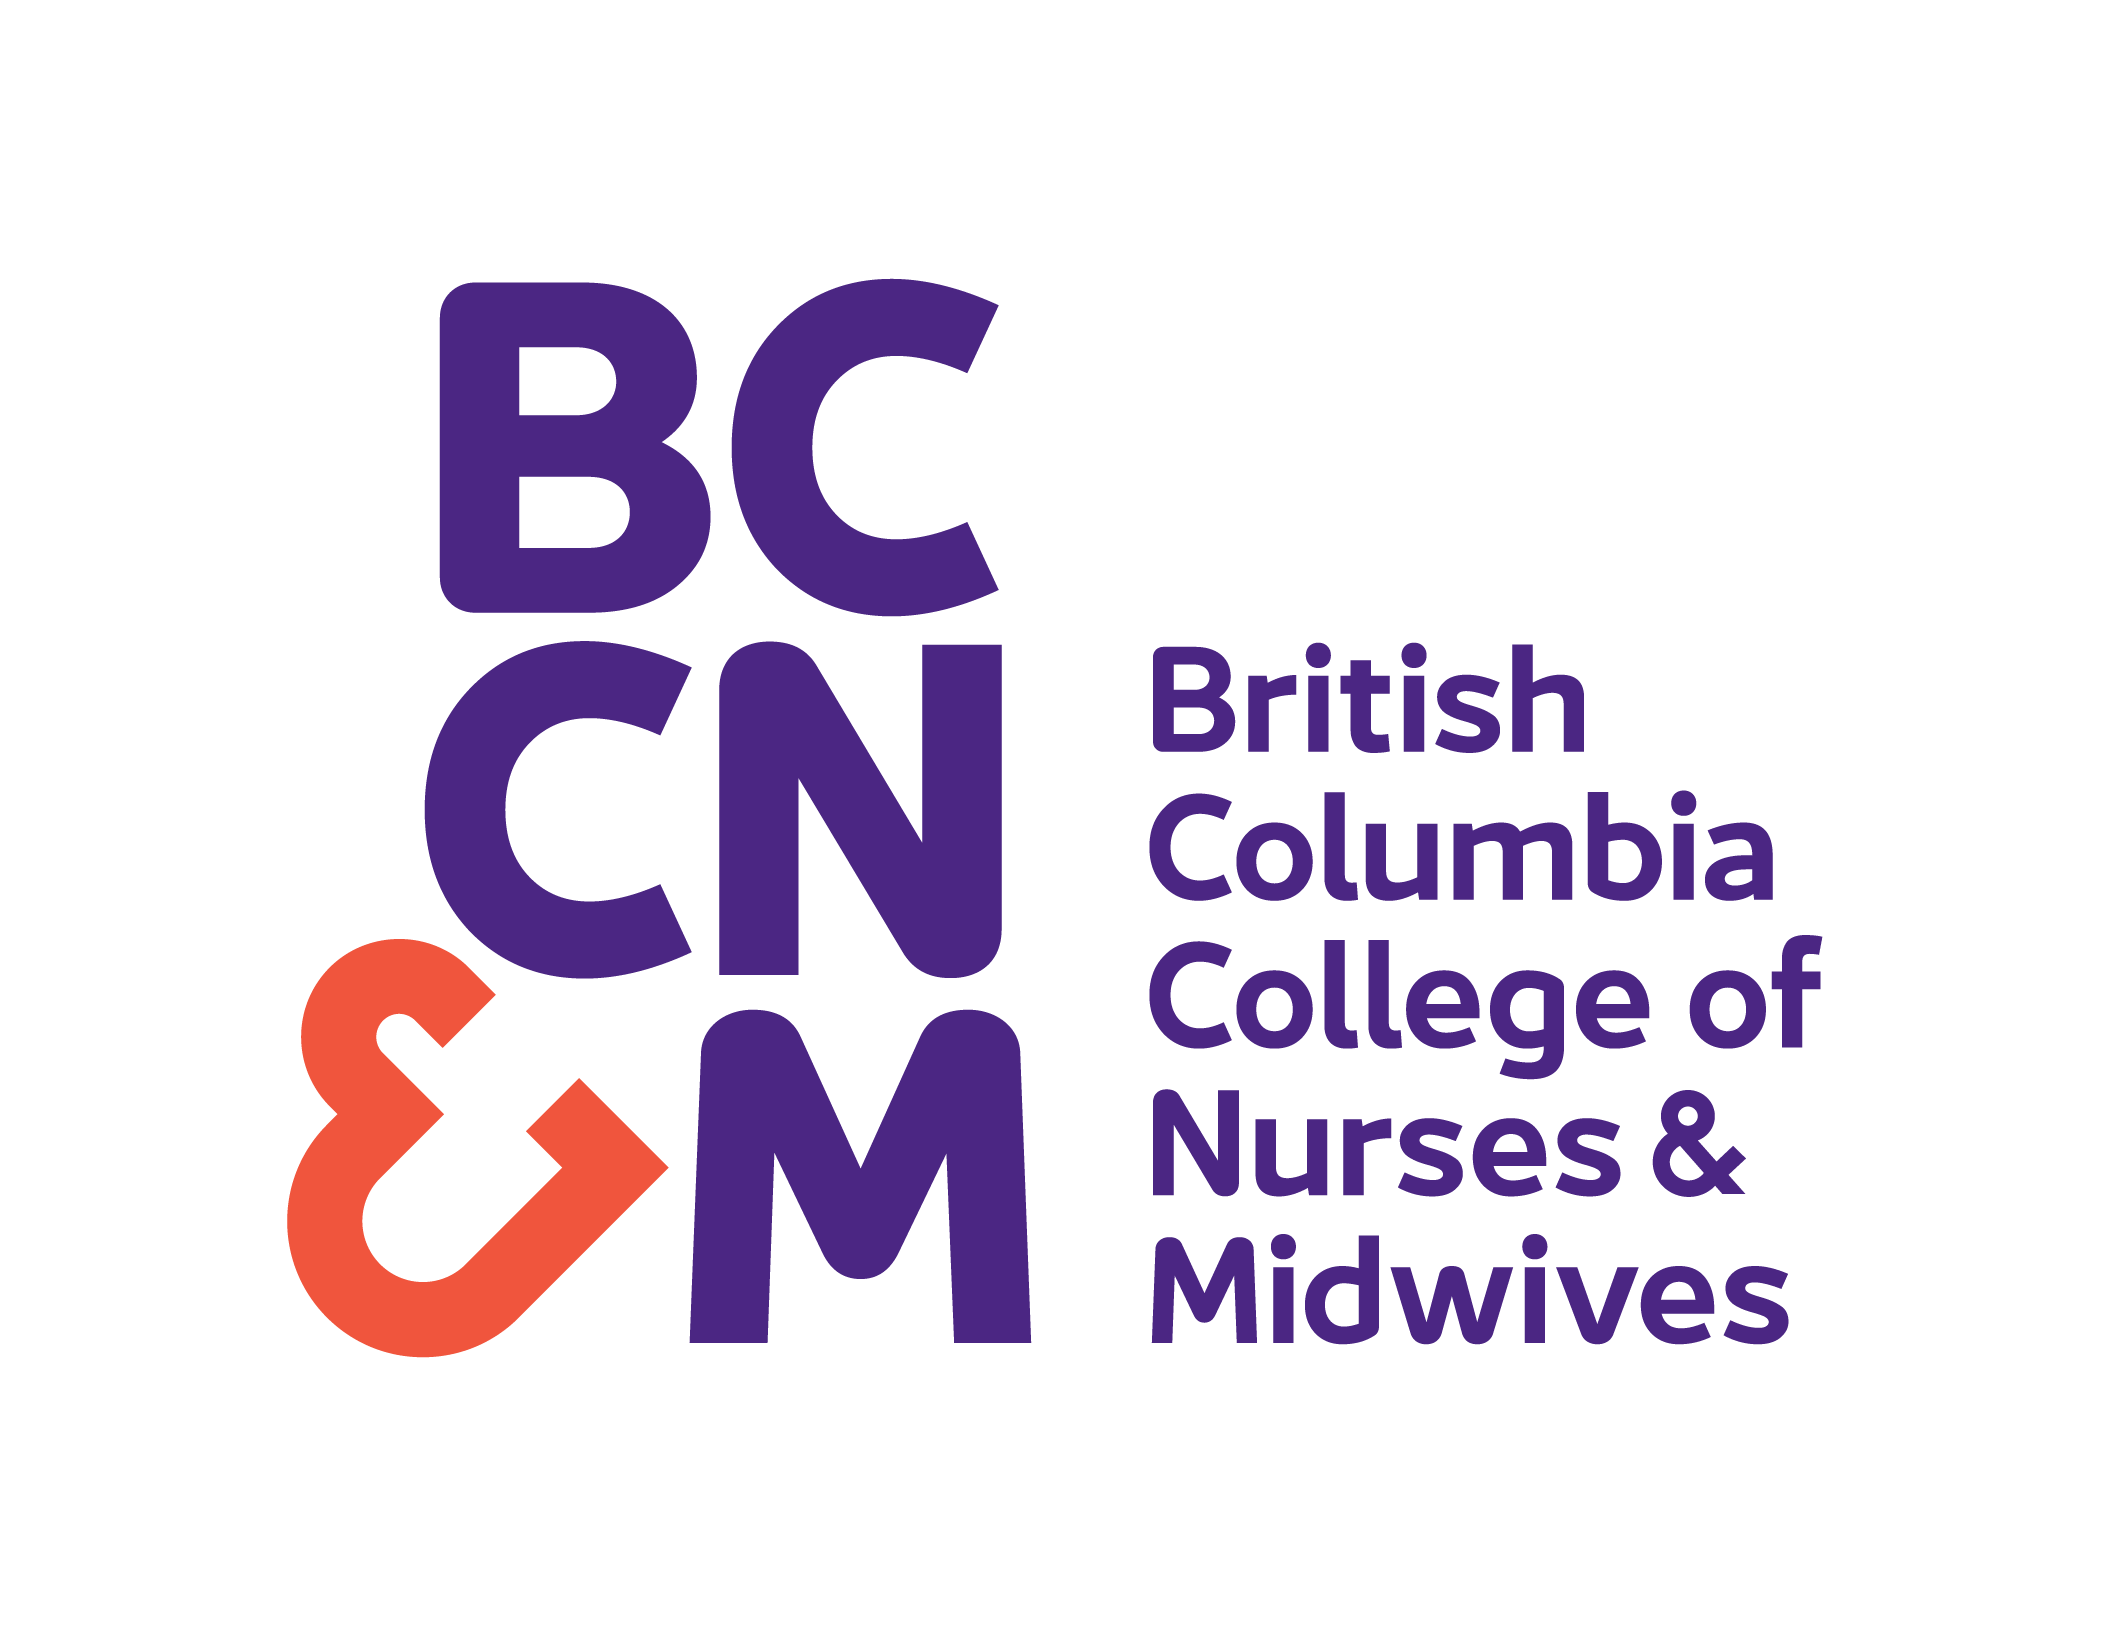 BC
CN
&M
British
Columbia
College of
Nurses &
Midwives